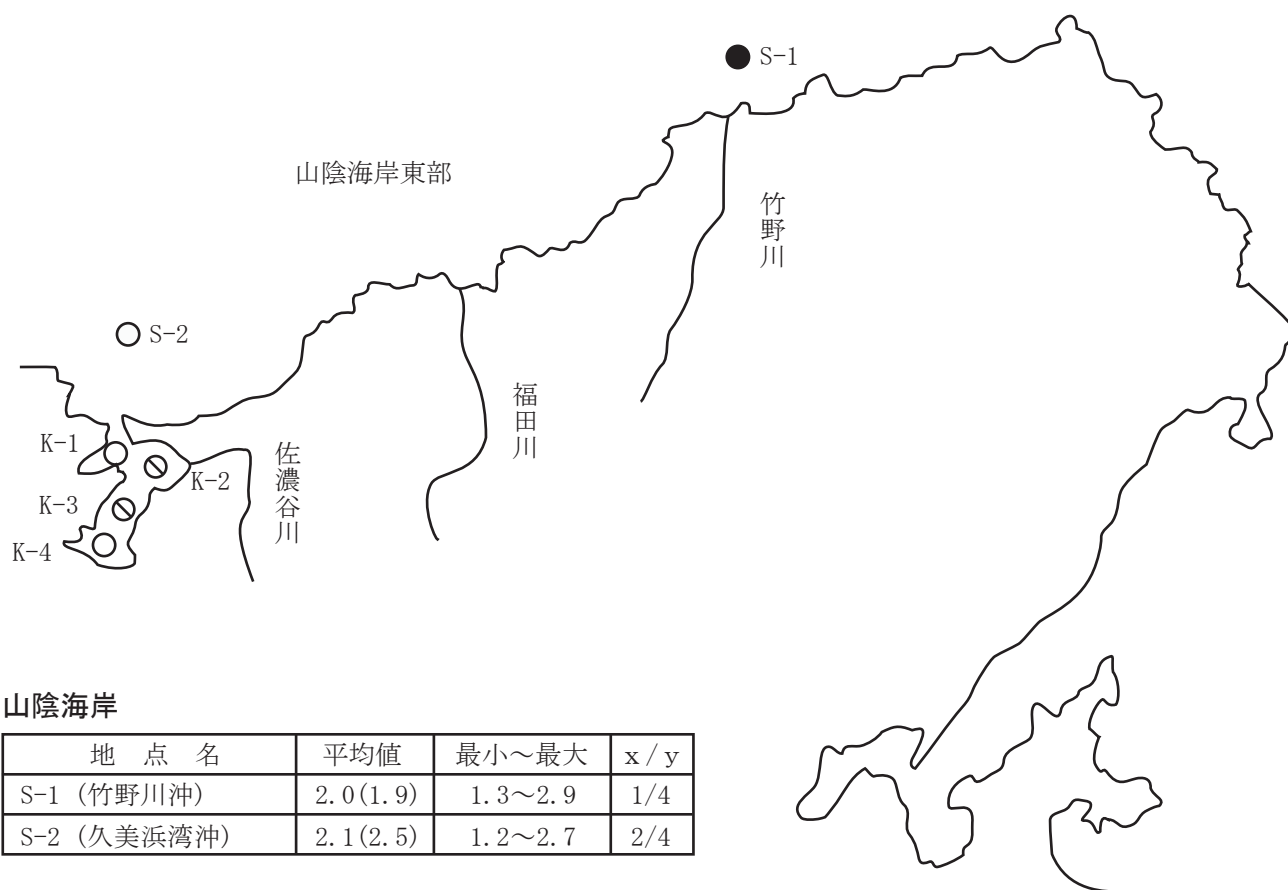 S-1
山陰海岸東部
竹野川
S-2
福田川
K-1
佐濃谷川
K-2
K-3
K-4
山陰海岸
地 点 名 平均値 最小～最大 x/y
S-1 (竹野川沖) 2.0(1.9) 1.3～2.9 1/4
S-2 (久美浜湾沖) 2.1(2.5) 1.2～2.7 2/4